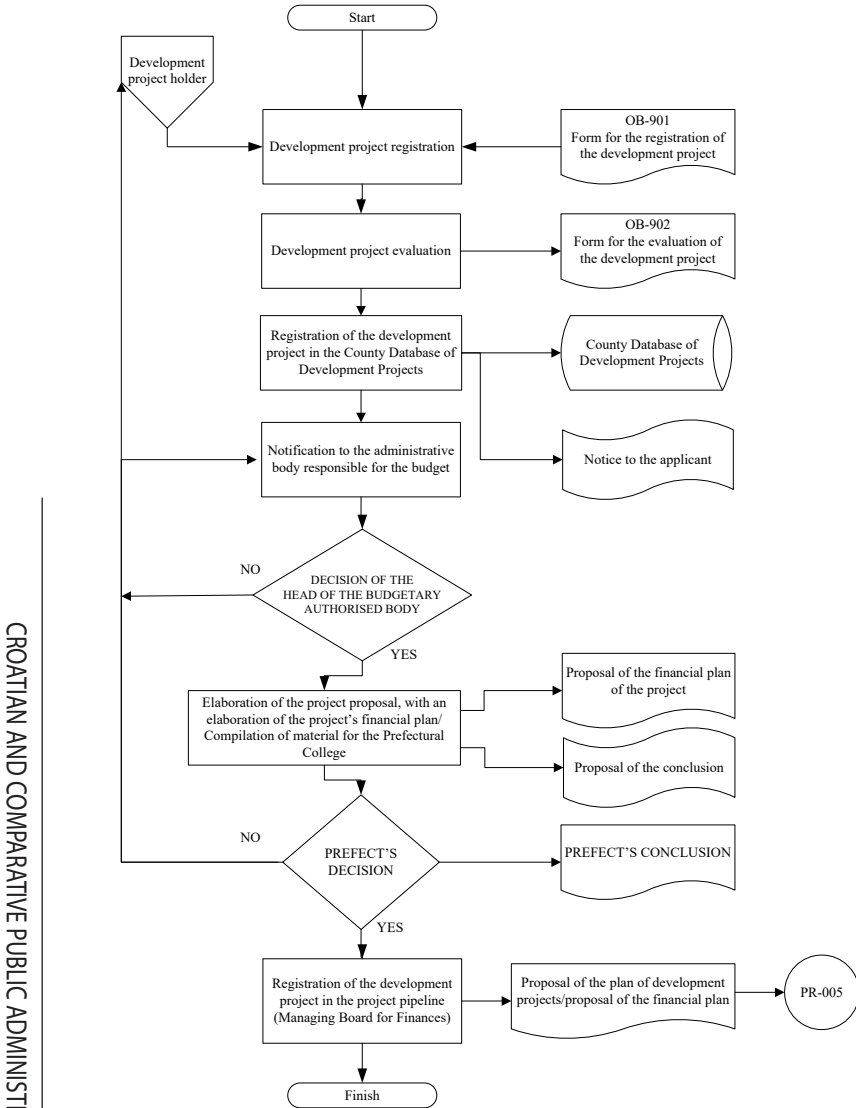 Start
Development
project holder
Development project registration
OB-901
Form for the registration of
the development project
Development project evaluation
OB-902
Form for the evaluation of
the development project
Registration of the development
project in the County Database of
Development Projects
County Database of
Development Projects
Notification to the administrative
body responsible for the budget
Notice to the applicant
NO
DECISION OF THE
HEAD OF THE BUDGETARY
AUTHORISED BODY
YES
Elaboration of the project proposal, with an
elaboration of the project's financial plan/
Compilation of material for the Prefectural
College
Proposal of the financial plan
of the project
Proposal of the conclusion
NO
PREFECT'S
DECISION
PREFECT'S CONCLUSION
YES
Registration of the development
project in the project pipeline
(Managing Board for Finances)
Proposal of the plan of development
projects/proposal of the financial plan
PR-005
Finish
CROATIAN AND COMPARATIVE PUBLIC